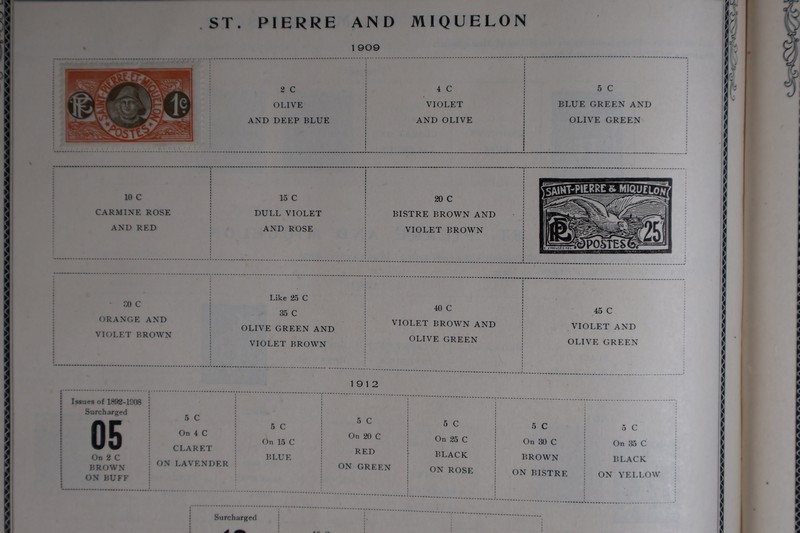 ST. PIERRE AND MIQUELON
1909
SAINT-PIERRE-ET-MIQUELON
RF
1c
POSTES
2 C
OLIVE
AND DEEP BLUE
4 C
VIOLET
AND OLIVE
5 C
BLUE GREEN AND
OLIVE GREEN
10 C
CARMINE ROSE
AND RED
15 C
DULL VIOLET
AND ROSE
20 C
BISTRE BROWN AND
VIOLET BROWN
SAINT-PIERRE & MIQUELON
RF
25
POSTES
30 C
ORANGE AND
VIOLET BROWN
Like 25 C
35 C
OLIVE GREEN AND
VIOLET BROWN
40 C
VIOLET BROWN AND
OLIVE GREEN
45 C
VIOLET AND
OLIVE GREEN
1912
Issues of 1892-1908
Surcharged
05
On 2 C
BROWN
ON BUFF
5 C
On 4 C
CLARET
ON LAVENDER
5 C
On 15 C
BLUE
5 C
On 20 C
RED
ON GREEN
5 C
On 25 C
BLACK
ON ROSE
5 C
On 30 C
BROWN
ON BISTRE
5 C
On 35 C
BLACK
ON YELLOW
Surcharged